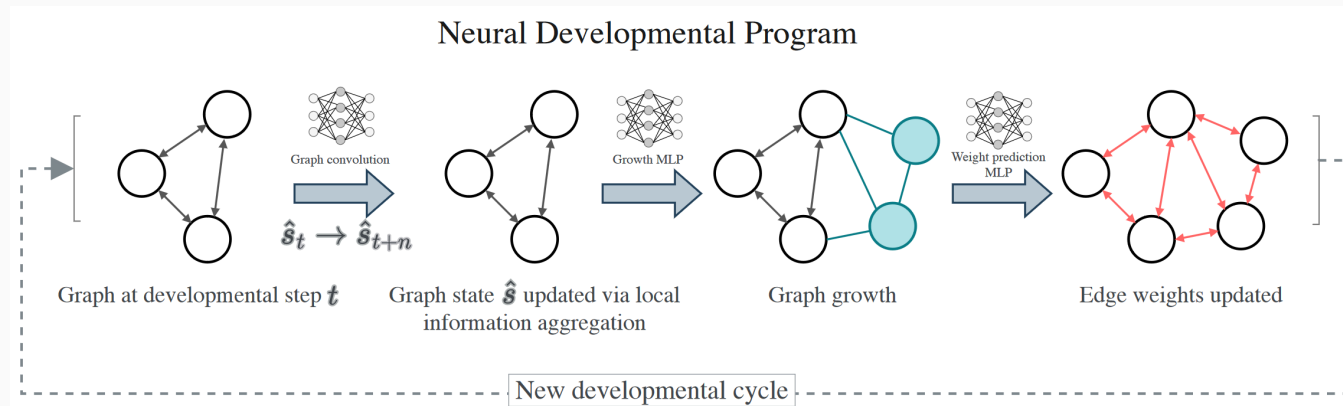 Neural Developmental Program
Graph convolution
Growth MLP
Weight prediction
MLP
ŝt → ŝt+n
Graph at developmental step t
Graph state ŝ updated via local
information aggregation
Graph growth
Edge weights updated
New developmental cycle